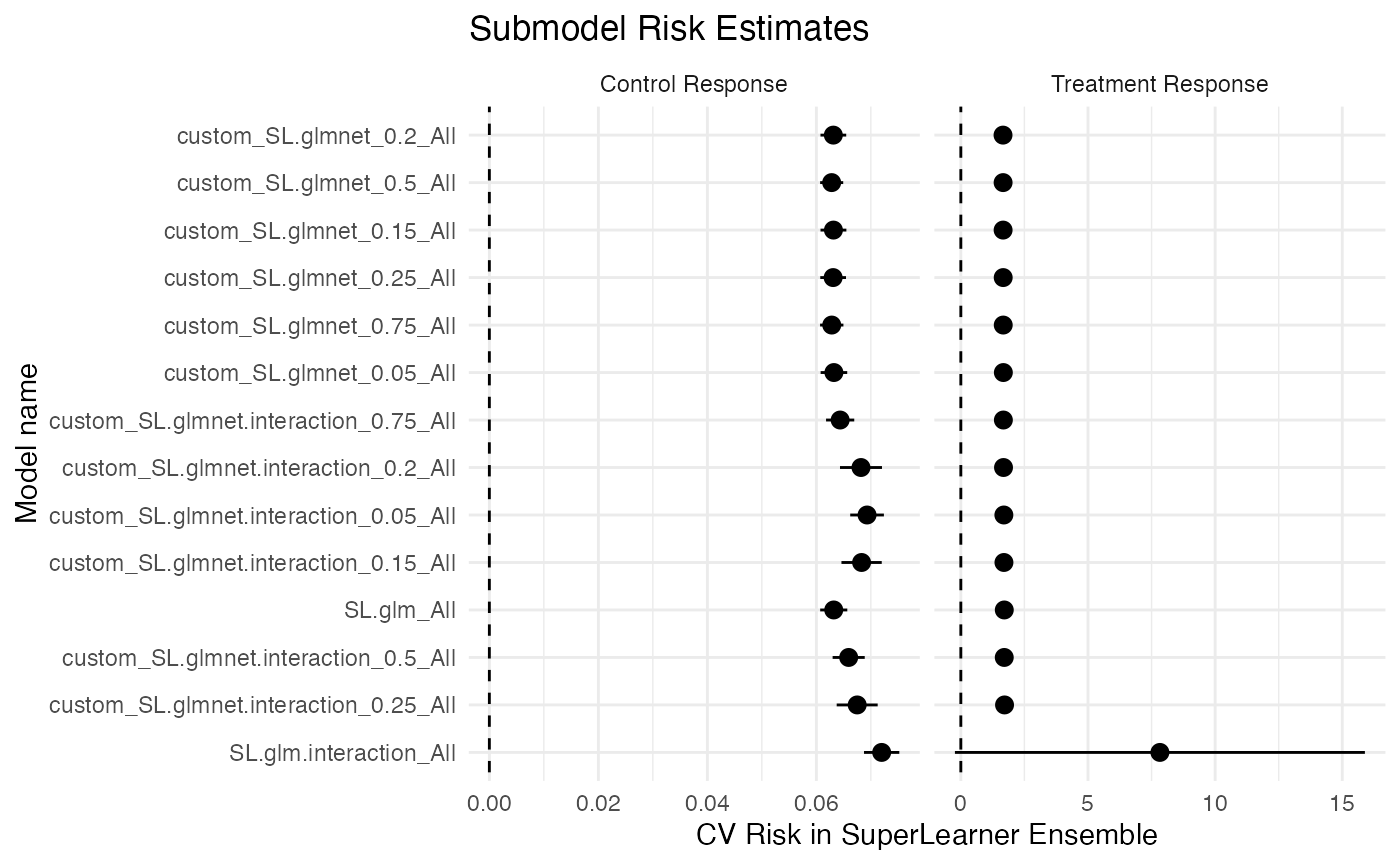 Submodel Risk Estimates
Control Response
Treatment Response
Model name
custom_SL.glmnet_0.2_All
custom_SL.glmnet_0.5_All
custom_SL.glmnet_0.15_All
custom_SL.glmnet_0.25_All
custom_SL.glmnet_0.75_All
custom_SL.glmnet_0.05_All
custom_SL.glmnet.interaction_0.75_All
custom_SL.glmnet.interaction_0.2_All
custom_SL.glmnet.interaction_0.05_All
custom_SL.glmnet.interaction_0.15_All
SL.glm_All
custom_SL.glmnet.interaction_0.5_All
custom_SL.glmnet.interaction_0.25_All
SL.glm.interaction_All
0.00 0.02 0.04 0.06
0 5 10 15
CV Risk in SuperLearner Ensemble